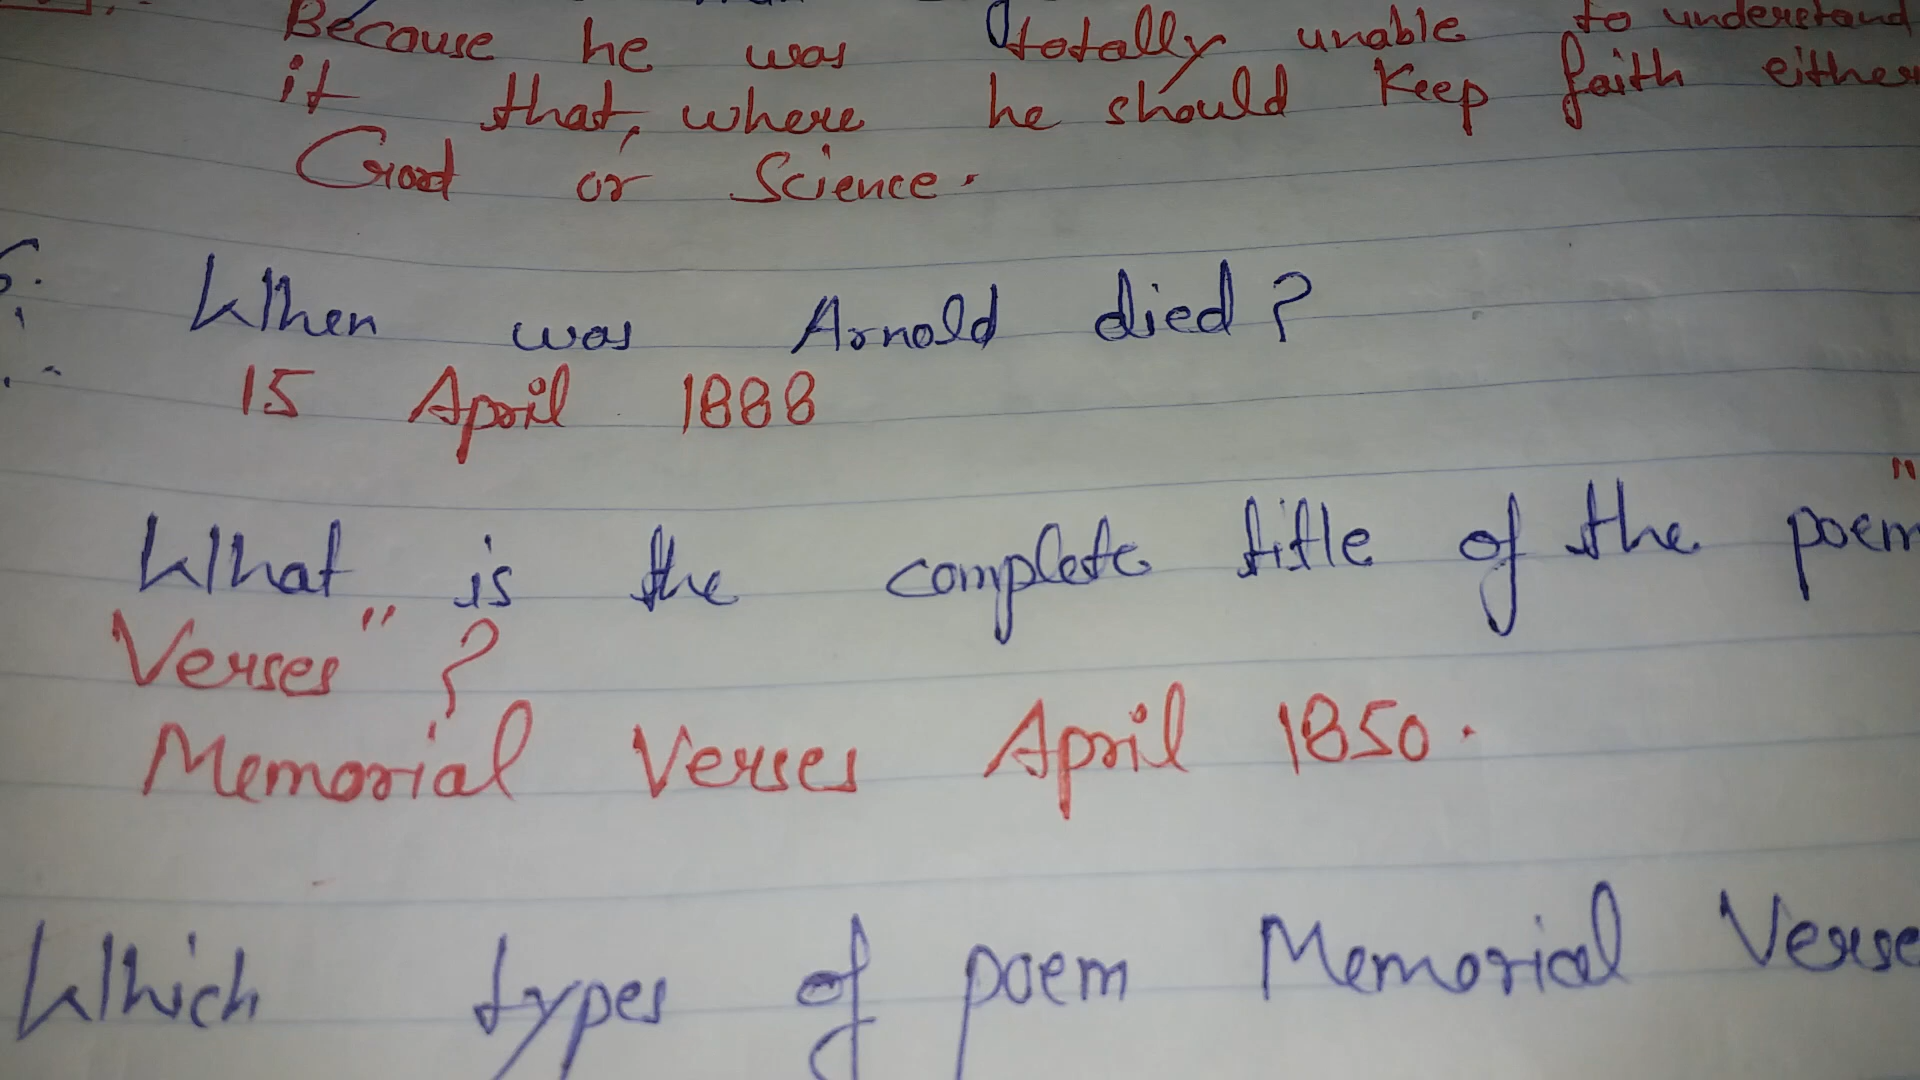 Because he was totally unable to understand
it that, where he should Keep faith either
God or Science.
When was Arnold died?
15 April 1888
What is the complete title of the poem "
Verses" ?
Memorial Verses April 1850.
Which types of poem Memorial Verse